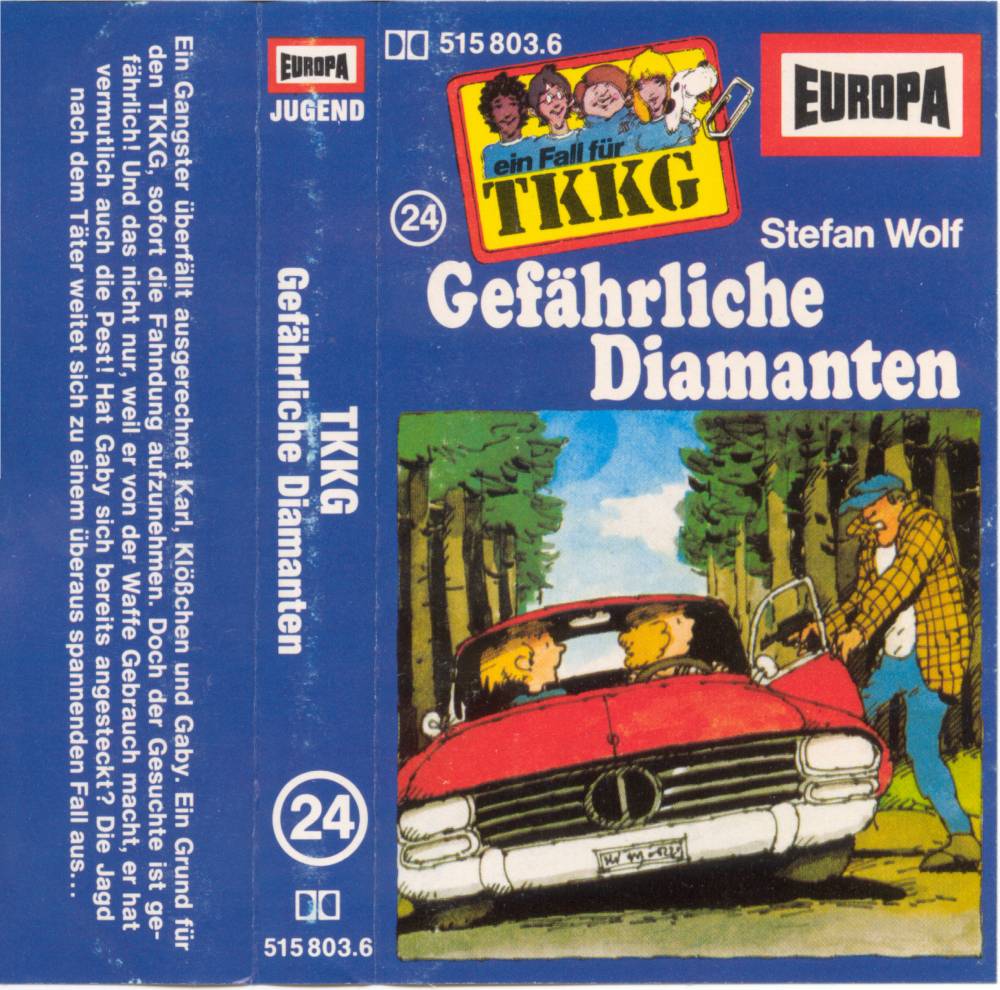 Ein Gangster überfällt ausgerechnet Karl, Klößchen und Gaby. Ein Grund für
den TKKG, sofort die Fahndung aufzunehmen. Doch der Gesuchte ist ge-
fährlich! Und das nicht nur, weil er von der Waffe Gebrauch macht, er hat
vermutlich auch die Pest! Hat Gaby sich bereits angesteckt? Die Jagd
nach dem Täter weitet sich zu einem überaus spannenden Fall aus...
EUROPA
JUGEND
TKKG
Gefährliche Diamanten
24
515 803.6
515 803.6
ein Fall für
TKKG
EUROPA
24
Stefan Wolf
Gefährliche
Diamanten